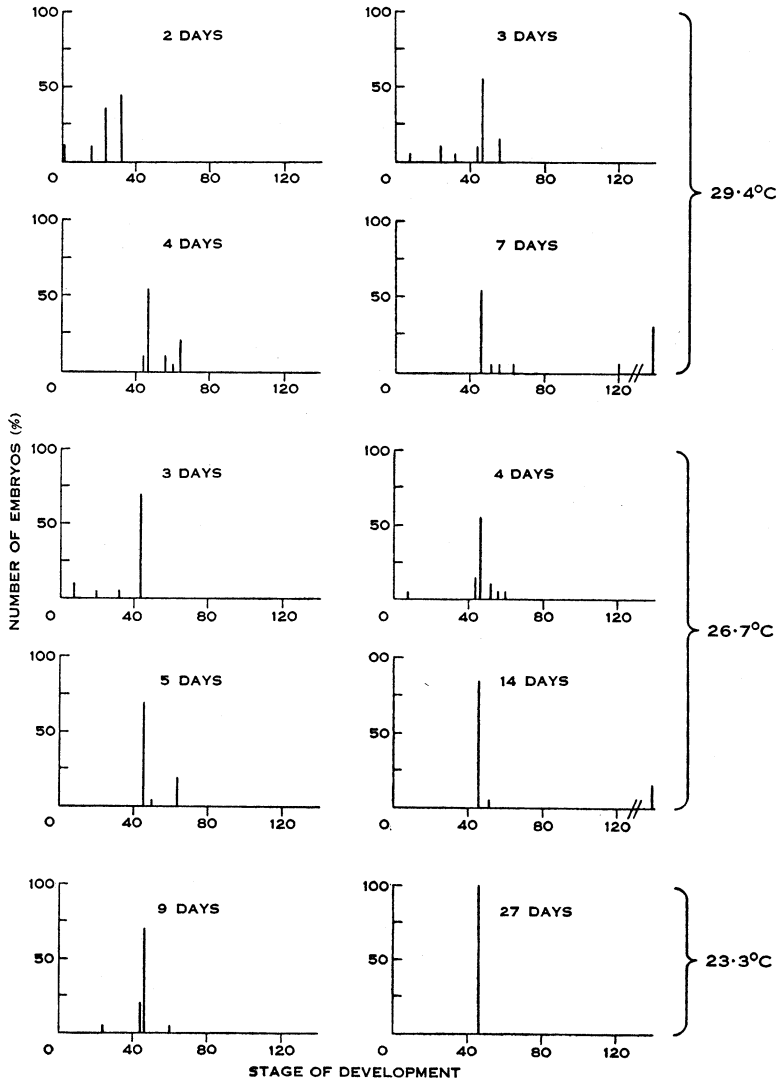 100
50
0 40 80 120
2 DAYS
100
50
0 40 80 120
3 DAYS
29·4°C
100
50
0 40 80 120
4 DAYS
100
50
0 40 80 120
7 DAYS
NUMBER OF EMBRYOS (%)
100
50
0 40 80 120
3 DAYS
100
50
0 40 80 120
4 DAYS
26·7°C
100
50
0 40 80 120
5 DAYS
00
50
0 40 80 120
14 DAYS
100
50
0 40 80 120
9 DAYS
100
50
0 40 80 120
27 DAYS
23·3°C
STAGE OF DEVELOPMENT